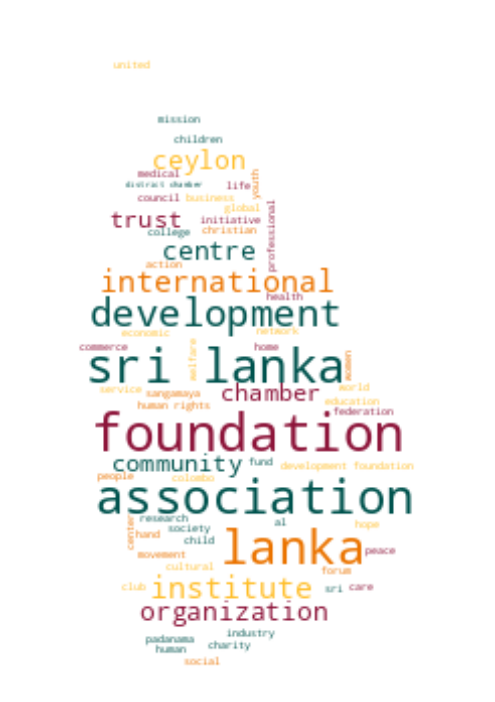 united
mission
children
ceylon
medical
youth
district chamber
life
council business
global
trust initiative
professional
college christian
centre
action
international
health
development
economic network
commerce home
welfare
sri lanka
women
service sangamaya chamber world
human rights education
federation
foundation
community fund development foundation
people colombo
association
center research al
society hope
hand child
lanka
movement peace
cultural forum
club institute sri care
organization
padanama industry
human charity
social